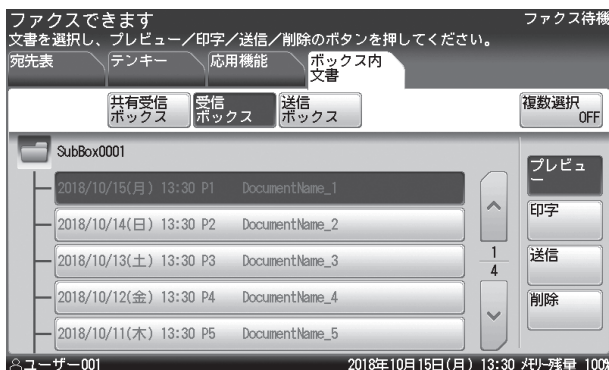 ファクスできます
ファクス待機
文書を選択し、プレビュー／印字／送信／削除のボタンを押してください。
宛先表
テンキー
応用機能
ボックス内
文書
共有受信
ボックス
受信
ボックス
送信
ボックス
複数選択
OFF
SubBox0001
プレビュ
ー
2018/10/15(月) 13:30 P1 DocumentName_1
2018/10/14(日) 13:30 P2 DocumentName_2
印字
2018/10/13(土) 13:30 P3 DocumentName_3
1
4
送信
2018/10/12(金) 13:30 P4 DocumentName_4
削除
2018/10/11(木) 13:30 P5 DocumentName_5
ユーザー001
2018年10月15日(月) 13:30 メモリー残量 100%